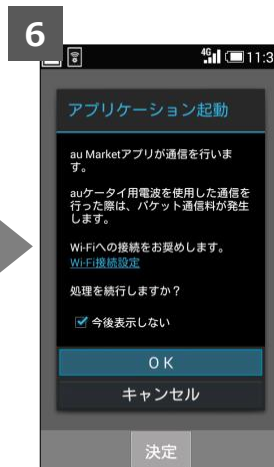 6
4G 11:3
アプリケーション起動
au Marketアプリが通信を行いま
す。
auケータイ用電波を使用した通信を
行った際は、パケット通信料が発生
します。
Wi-Fiへの接続をお奨めします。
Wi-Fi接続設定
処理を続行しますか？
今後表示しない
ＯＫ
キャンセル
決定